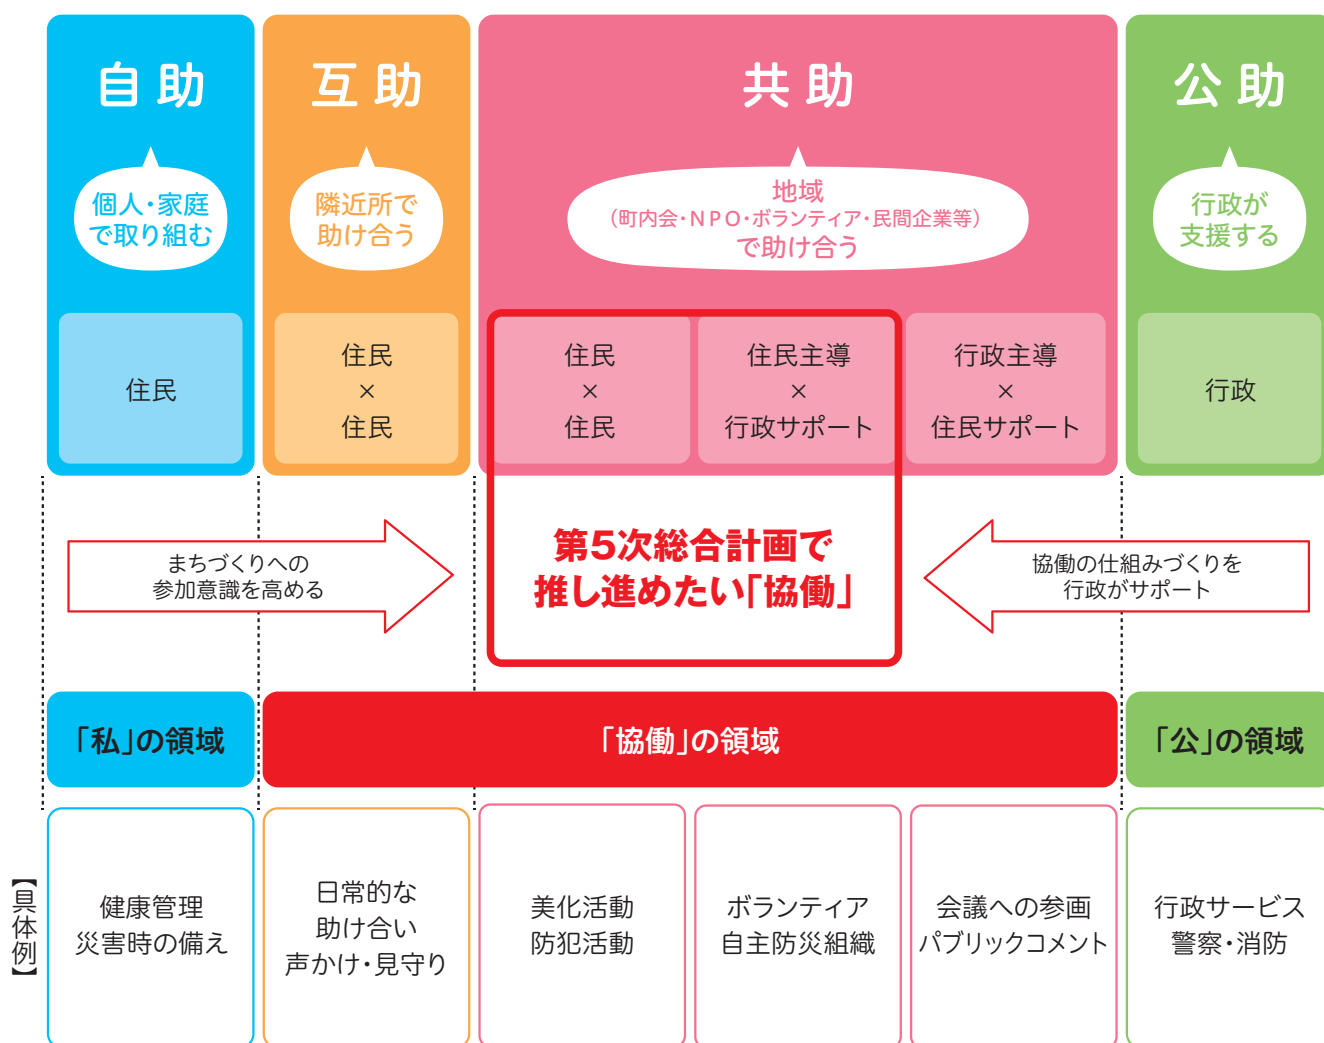 自助
個人・家庭
で取り組む
互助
隣近所で
助け合う
共助
地域
（町内会・NPO・ボランティア・民間企業等）
で助け合う
公助
行政が
支援する
住民
住民
×
住民
住民
×
住民
住民主導
×
行政サポート
行政主導
×
住民サポート
行政
まちづくりへの
参加意識を高める
第5次総合計画で
推し進めたい「協働」
協働の仕組みづくりを
行政がサポート
「私」の領域
「協働」の領域
「公」の領域
【具体例】
健康管理
災害時の備え
日常的な
助け合い
声かけ・見守り
美化活動
防犯活動
ボランティア
自主防災組織
会議への参画
パブリックコメント
行政サービス
警察・消防